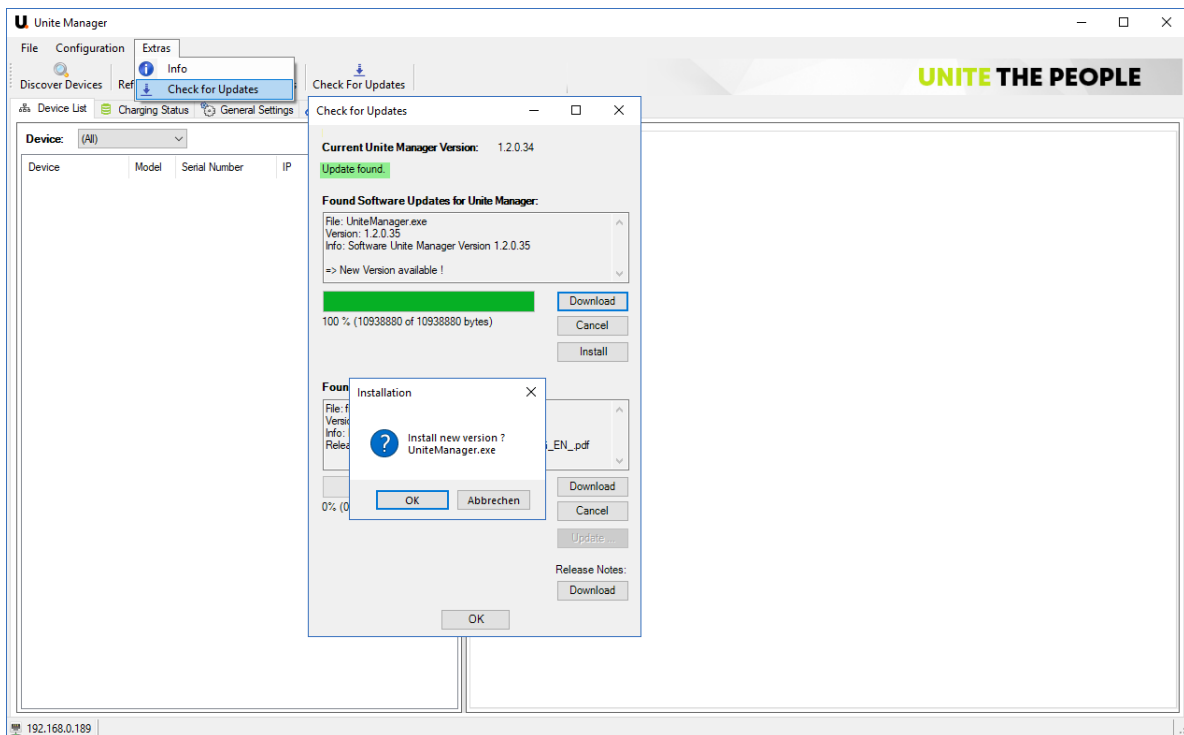 U Unite Manager
File Configuration Extras
Info
Check for Updates
Discover Devices
Check For Updates
UNITE THE PEOPLE
Device List Charging Status General Settings
Device: (All)
Device Model Serial Number IP
Check for Updates
Current Unite Manager Version: 1.2.0.34
Update found.
Found Software Updates for Unite Manager:
File: UniteManager.exe
Version: 1.2.0.35
Info: Software Unite Manager Version 1.2.0.35
=> New Version available !
Download
100 % (10938880 of 10938880 bytes)
Cancel
Install
Installation
Install new version ?
UniteManager.exe
OK Abbrechen
_EN_.pdf
Download
0% (0
Cancel
Update ...
Release Notes:
Download
OK
192.168.0.189